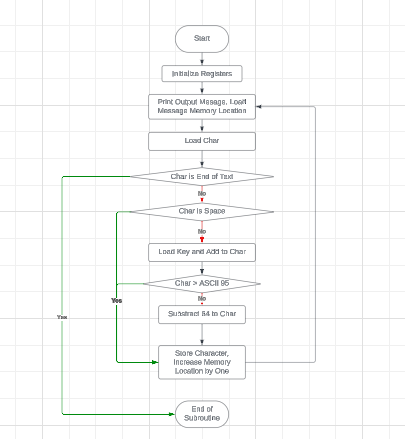 Start
Initialize Registers
Print Output Mesage, Load
Message Memory Location
Load Char
Char is End of Text
No
Char is Space
No
Load Key and Add to Char
Char > ASCII 95
Yes
No
Substract 64 to Char
Yes
Store Character,
Increase Memory
Location by One
End of
Subroutine